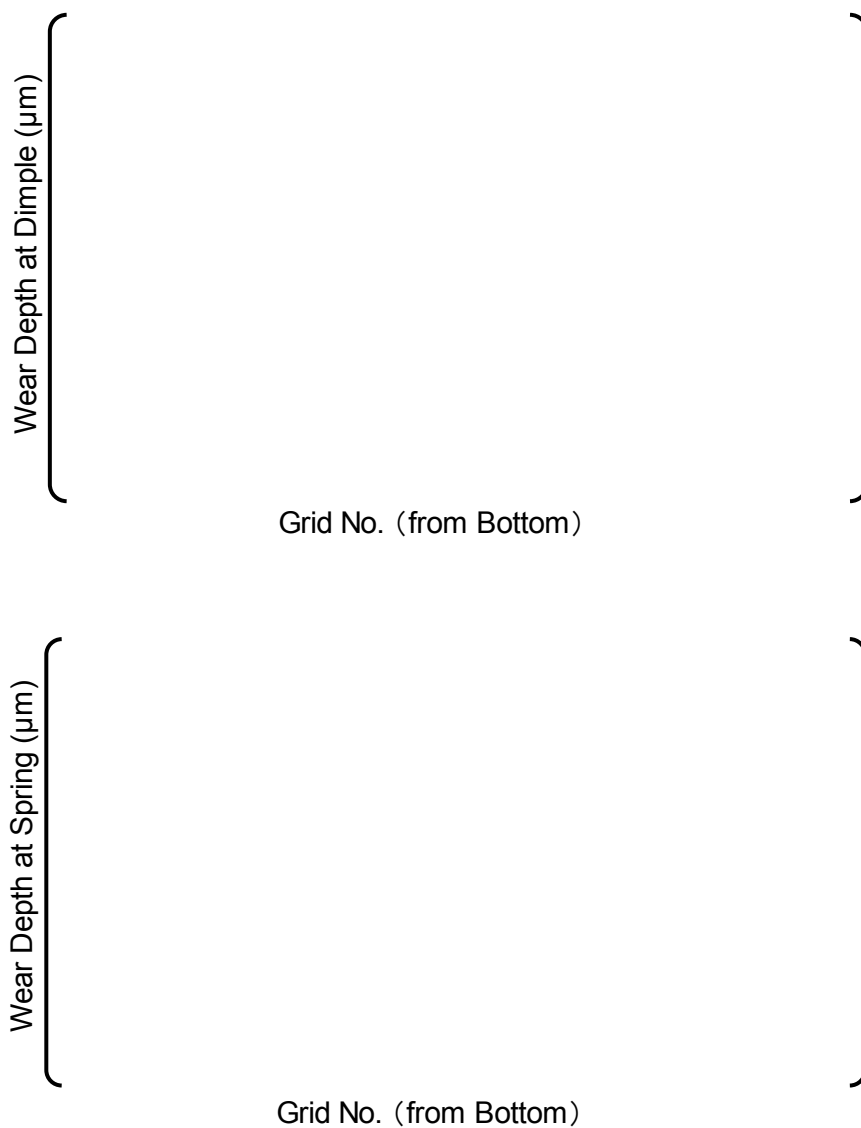 Wear Depth at Dimple (μm)
Grid No. （from Bottom）
Wear Depth at Spring (μm)
Grid No. （from Bottom）